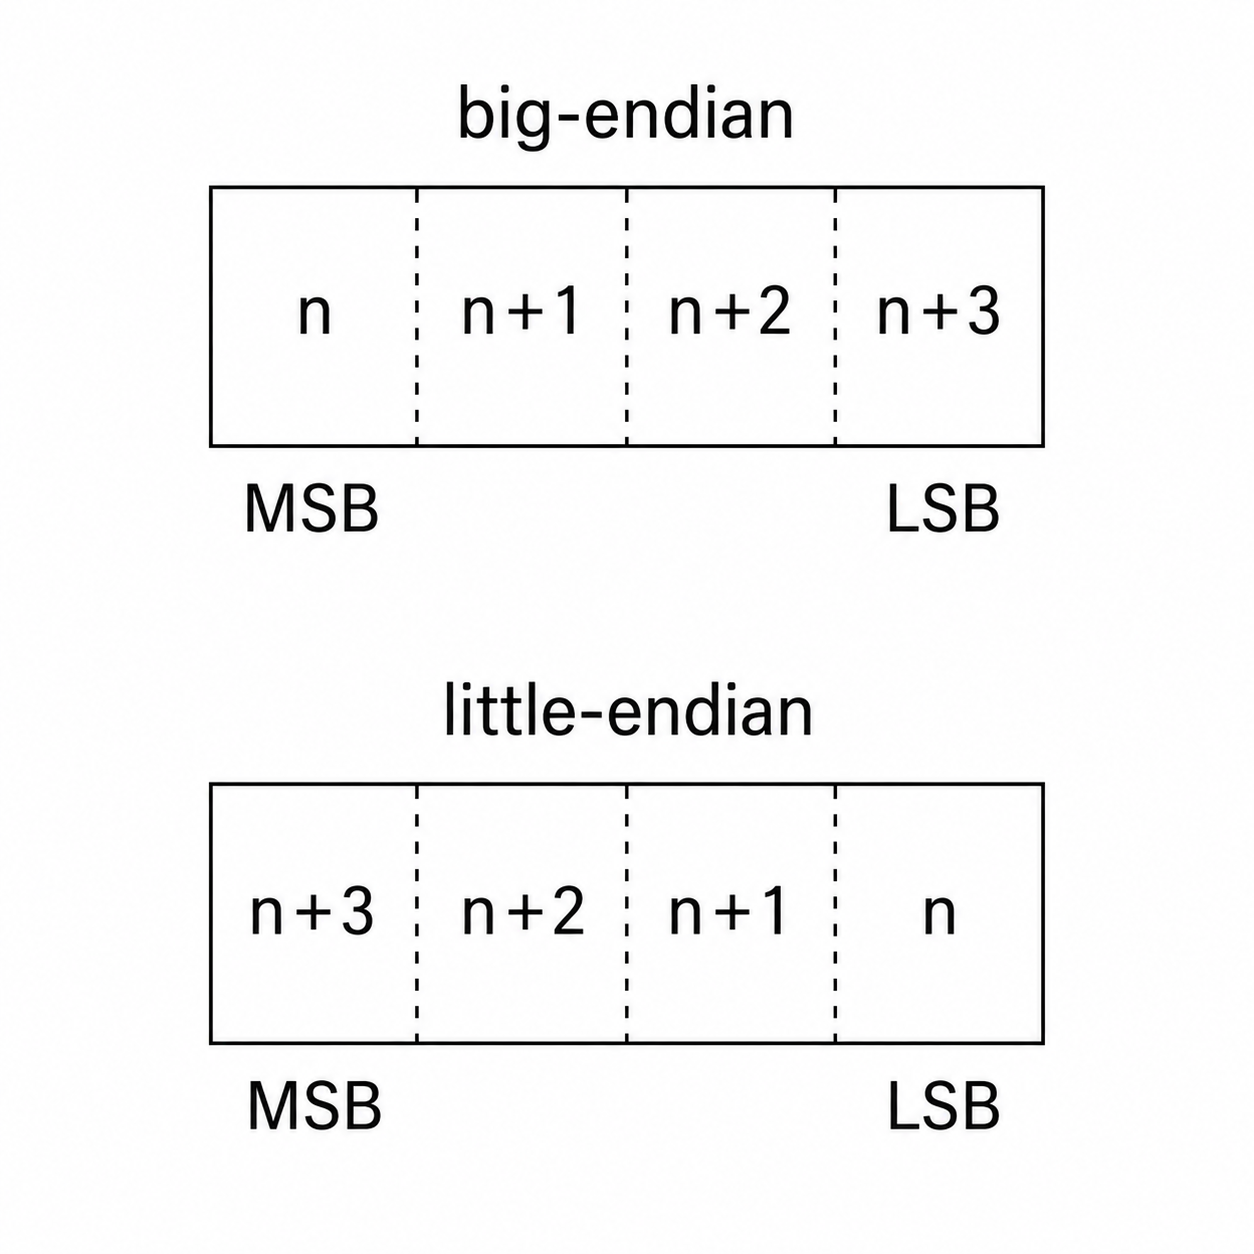 big-endian
n n+1 n+2 n+3
MSB LSB
little-endian
n+3 n+2 n+1 n
MSB LSB